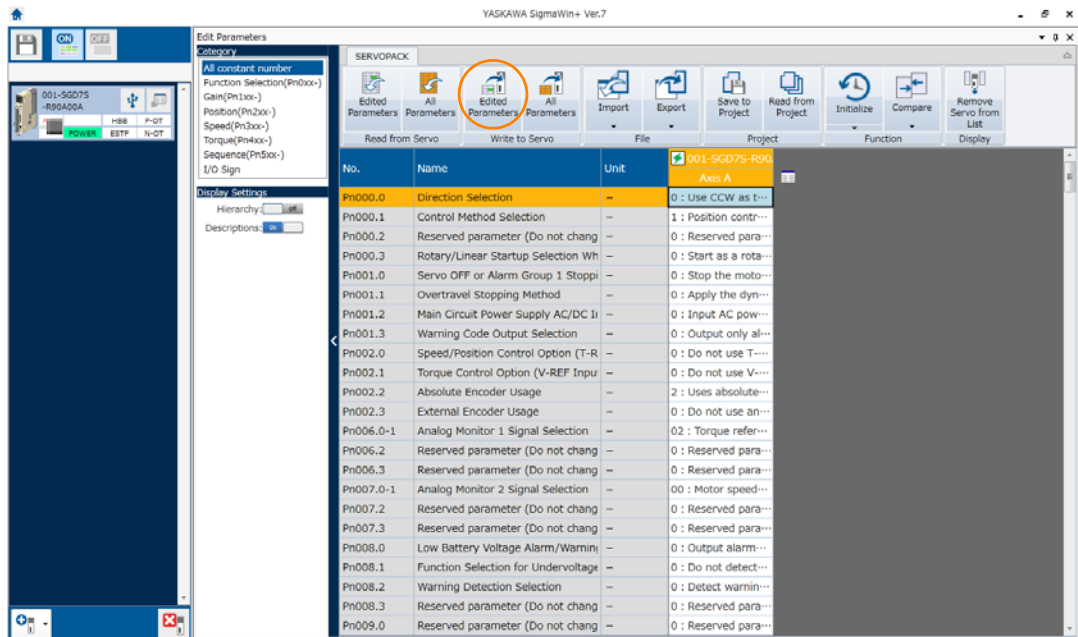 YASKAWA SigmaWin+ Ver.7
ON
OFF
001-SGD7S
-R90A00A
HBB P-OT
POWER ESTP N-OT
Edit Parameters
Category
All constant number
Function Selection(Pn0xx-)
Gain(Pn1xx-)
Position(Pn2xx-)
Speed(Pn3xx-)
Torque(Pn4xx-)
Sequence(Pn5xx-)
I/O Sign
Display Settings
Hierarchy: off
Descriptions: on
SERVOPACK
Edited Parameters
All Parameters
Edited Parameters
All Parameters
Import
Export
Save to Project
Read from Project
Initialize
Compare
Remove Servo from List
Read from Servo
Write to Servo
File
Project
Function
Display
No. Name Unit 001-SGD7S-R90
Axis A
Pn000.0 Direction Selection – 0 : Use CCW as t···
Pn000.1 Control Method Selection – 1 : Position contr···
Pn000.2 Reserved parameter (Do not chang – 0 : Reserved para···
Pn000.3 Rotary/Linear Startup Selection Wh – 0 : Start as a rota···
Pn001.0 Servo OFF or Alarm Group 1 Stoppi – 0 : Stop the moto···
Pn001.1 Overtravel Stopping Method – 0 : Apply the dyn···
Pn001.2 Main Circuit Power Supply AC/DC I – 0 : Input AC pow···
Pn001.3 Warning Code Output Selection – 0 : Output only al···
Pn002.0 Speed/Position Control Option (T-R – 0 : Do not use T-···
Pn002.1 Torque Control Option (V-REF Inpu – 0 : Do not use V-···
Pn002.2 Absolute Encoder Usage – 2 : Uses absolute···
Pn002.3 External Encoder Usage – 0 : Do not use an···
Pn006.0-1 Analog Monitor 1 Signal Selection – 02 : Torque refer···
Pn006.2 Reserved parameter (Do not chang – 0 : Reserved para···
Pn006.3 Reserved parameter (Do not chang – 0 : Reserved para···
Pn007.0-1 Analog Monitor 2 Signal Selection – 00 : Motor speed···
Pn007.2 Reserved parameter (Do not chang – 0 : Reserved para···
Pn007.3 Reserved parameter (Do not chang – 0 : Reserved para···
Pn008.0 Low Battery Voltage Alarm/Warning – 0 : Output alarm···
Pn008.1 Function Selection for Undervoltage – 0 : Do not detect···
Pn008.2 Warning Detection Selection – 0 : Detect warnin···
Pn008.3 Reserved parameter (Do not chang – 0 : Reserved para···
Pn009.0 Reserved parameter (Do not chang – 0 : Reserved para···